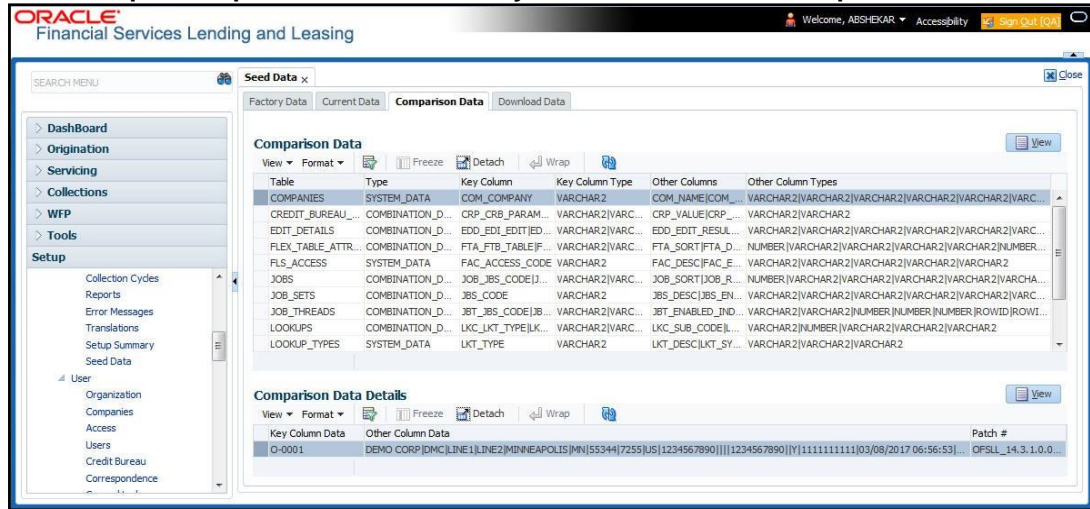 ORACLE
Financial Services Lending and Leasing
Welcome, ABSHEKAR Accessibility Sign Out [QA]
SEARCH MENU
Seed Data x
Close
Factory Data Current Data Comparison Data Download Data
DashBoard
Origination
Servicing
Collections
WFP
Tools
Setup
Collection Cycles
Reports
Error Messages
Translations
Setup Summary
Seed Data
User
Organization
Companies
Access
Users
Credit Bureau
Correspondence
Comparison Data
View
View Format Freeze Detach Wrap
Table Type Key Column Key Column Type Other Columns Other Column Types
COMPANIES SYSTEM_DATA COM_COMPANY VARCHAR2 COM_NAME|COM_... VARCHAR2|VARCHAR2|VARCHAR2|VARCHAR2|VARCHAR2|VARC...
CREDIT_BUREAU_... COMBINATION_D... CRP_CRB_PARAM... VARCHAR2|VARC... CRP_VALUE|CRP_... VARCHAR2|VARCHAR2
EDIT_DETAILS COMBINATION_D... EDD_EDI_EDIT|ED... VARCHAR2|VARC... EDD_EDIT_RESUL... VARCHAR2|VARCHAR2|VARCHAR2|VARCHAR2|VARCHAR2|VARC...
FLEX_TABLE_ATTR... COMBINATION_D... FTA_FTB_TABLE|F... VARCHAR2|VARC... FTA_SORT|FTA_D... NUMBER|VARCHAR2|VARCHAR2|VARCHAR2|VARCHAR2|NUMBER...
FLS_ACCESS SYSTEM_DATA FAC_ACCESS_CODE VARCHAR2 FAC_DESC|FAC_E... VARCHAR2|VARCHAR2|VARCHAR2|VARCHAR2|VARCHAR2
JOBS COMBINATION_D... JOB_JBS_CODE|J... VARCHAR2|VARC... JOB_SORT|JOB_R... NUMBER|VARCHAR2|VARCHAR2|VARCHAR2|VARCHAR2|VARCHA...
JOB_SETS COMBINATION_D... JBS_CODE VARCHAR2 JBS_DESC|JBS_EN... VARCHAR2|VARCHAR2|VARCHAR2|VARCHAR2|VARCHAR2|VARC...
JOB_THREADS COMBINATION_D... JBT_JBS_CODE|JB... VARCHAR2|VARC... JBT_ENABLED_IND... VARCHAR2|VARCHAR2|NUMBER|NUMBER|NUMBER|ROWID|ROWI...
LOOKUPS COMBINATION_D... LKC_LKT_TYPE|LK... VARCHAR2|VARC... LKC_SUB_CODE|L... VARCHAR2|NUMBER|VARCHAR2|VARCHAR2|VARCHAR2
LOOKUP_TYPES SYSTEM_DATA LKT_TYPE VARCHAR2 LKT_DESC|LKT_SY... VARCHAR2|VARCHAR2|VARCHAR2
Comparison Data Details
View
View Format Freeze Detach Wrap
Key Column Data Other Column Data Patch #
O-0001 DEMO CORP|DMC|LINE1|LINE2|MINNEAPOLIS|MN|55344|7255|US|1234567890||||1234567890||Y|1111111111|03/08/2017 06:56:53|... OFSLL_14.3.1.0.0...